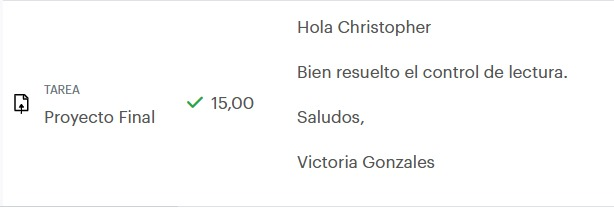 TAREA
Proyecto Final
15,00
Hola Christopher
Bien resuelto el control de lectura.
Saludos,
Victoria Gonzales